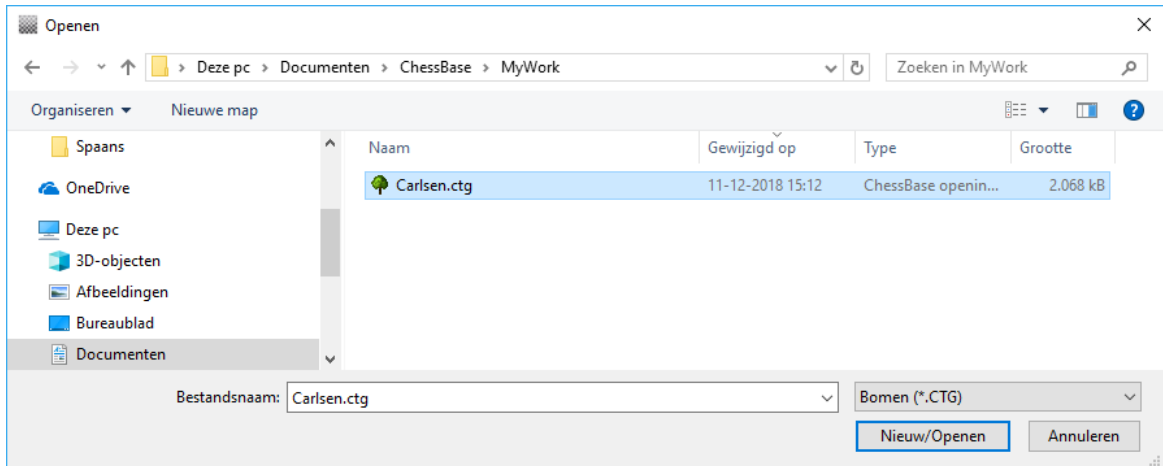 Openen
Deze pc > Documenten > ChessBase > MyWork
Zoeken in MyWork
Organiseren
Nieuwe map
Spaans
OneDrive
Deze pc
3D-objecten
Afbeeldingen
Bureaublad
Documenten
Naam Gewijzigd op Type Grootte
Carlsen.ctg 11-12-2018 15:12 ChessBase openin... 2.068 kB
Bestandsnaam: Carlsen.ctg
Bomen (*.CTG)
Nieuw/Openen
Annuleren